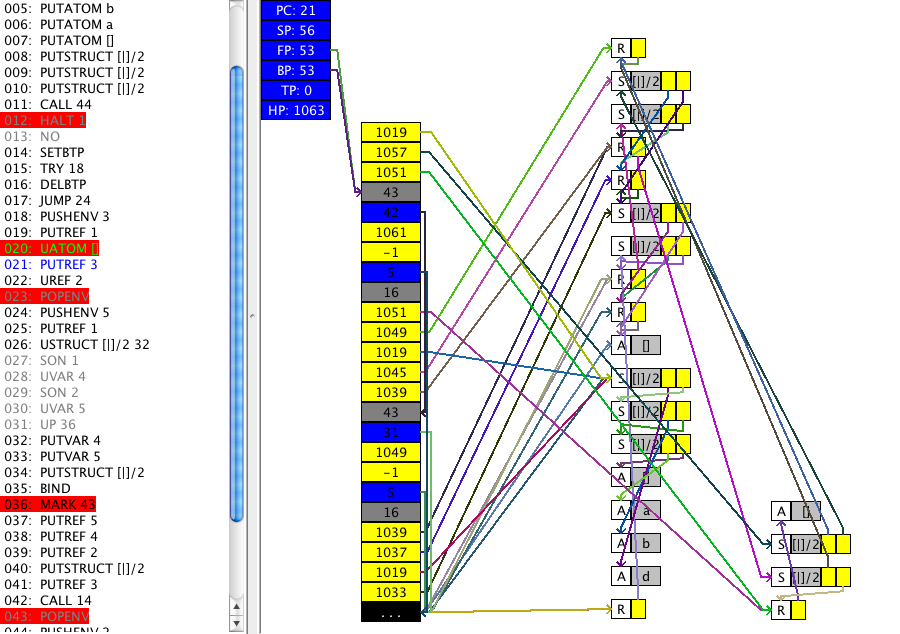 005: PUTATOM b
006: PUTATOM a
007: PUTATOM []
008: PUTSTRUCT [|]/2
009: PUTSTRUCT [|]/2
010: PUTSTRUCT [|]/2
011: CALL 44
012: HALT 1
013: NO
014: SETBTP
015: TRY 18
016: DELBTP
017: JUMP 24
018: PUSHENV 3
019: PUTREF 1
020: UATOM []
021: PUTREF 3
022: UREF 2
023: POPENV
024: PUSHENV 5
025: PUTREF 1
026: USTRUCT [|]/2 32
027: SON 1
028: UVAR 4
029: SON 2
030: UVAR 5
031: UP 36
032: PUTVAR 4
033: PUTVAR 5
034: PUTSTRUCT [|]/2
035: BIND
036: MARK 43
037: PUTREF 5
038: PUTREF 4
039: PUTREF 2
040: PUTSTRUCT [|]/2
041: PUTREF 3
042: CALL 14
043: POPENV
044: PUSHENV 2
PC: 21
SP: 56
FP: 53
BP: 53
TP: 0
HP: 1063
1019
1057
1051
43
42
1061
-1
5
16
1051
1049
1019
1045
1039
43
31
1049
-1
5
16
1039
1037
1019
1033
...
R
S [|]/2
S [|]/2
R
R
S [|]/2
S [|]/2
R
R
A []
S [|]/2
S [|]/2
S [|]/2
A []
A a
A b
A d
R
A []
S [|]/2
S [|]/2
R